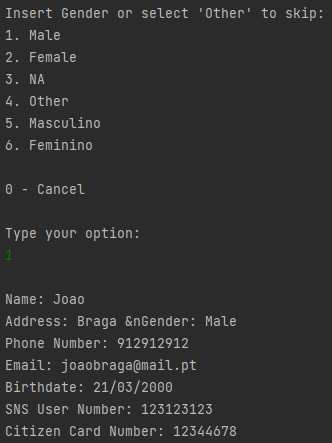 Insert Gender or select 'Other' to skip:
1. Male
2. Female
3. NA
4. Other
5. Masculino
6. Feminino
0 - Cancel
Type your option:
1
Name: Joao
Address: Braga &nGender: Male
Phone Number: 912912912
Email: joaobraga@mail.pt
Birthdate: 21/03/2000
SNS User Number: 123123123
Citizen Card Number: 12344678